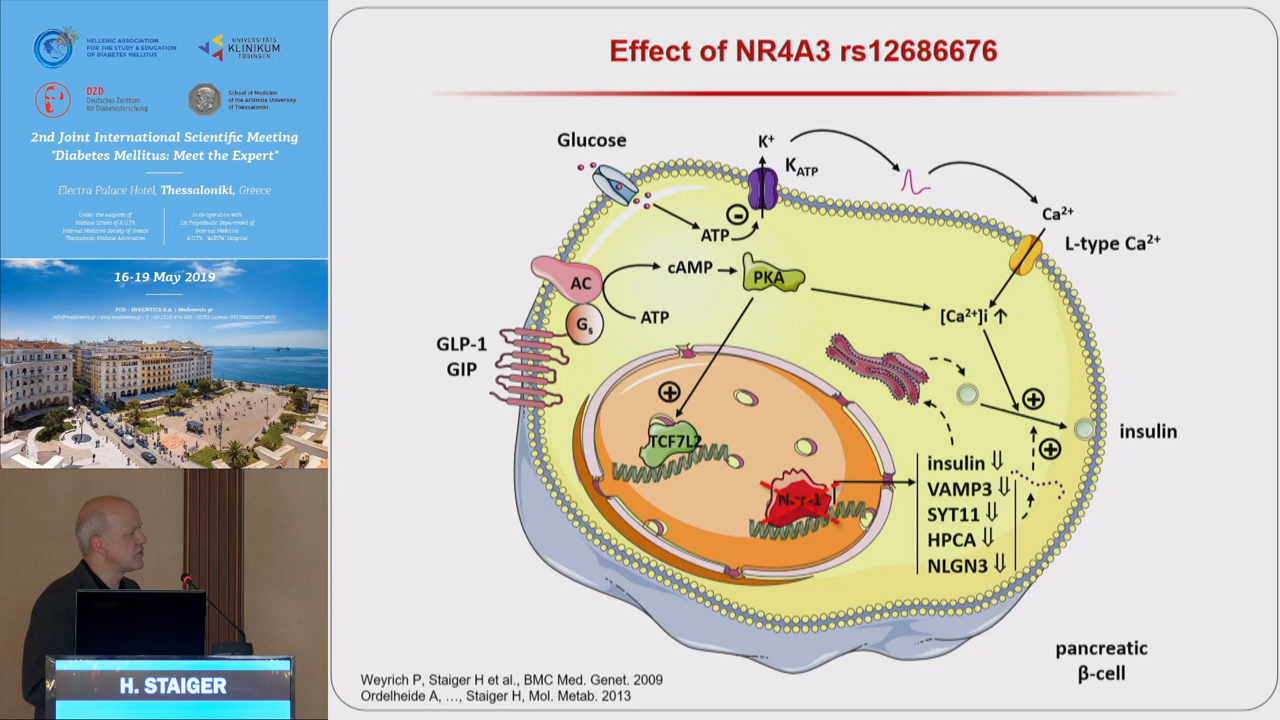 HELLENIC ASSOCIATION
FOR THE STUDY & EDUCATION
OF DIABETES MELLITUS
UNIVERSITÄTS
KLINIKUM
TÜBINGEN
DZD
Deutsches Zentrum
für Diabetesforschung
School of Medicine
of the Aristotle University
of Thessaloniki
2nd Joint International Scientific Meeting
"Diabetes Mellitus: Meet the Expert"
Electra Palace Hotel, Thessaloniki, Greece
Under the auspices of
Medical School of A.U.Th
Internal Medicine Society of Greece
Thessaloniki Medical Association
In co-operation with
1st Propedeutic Department of
Internal Medicine
A.U.Th, "AHEPA" Hospital
16-19 May 2019
PCO - INVENTICS S.A. | Medevents.gr
H. STAIGER
Effect of NR4A3 rs12686676
Glucose
K⁺
K_ATP
Ca²⁺
L-type Ca²⁺
ATP
cAMP
PKA
AC
ATP
Gs
[Ca²⁺]i ↑
GLP-1
GIP
TCF7L2
insulin
insulin ⇓
VAMP3 ⇓
SYT11 ⇓
HPCA ⇓
NLGN3 ⇓
pancreatic
β-cell
Weyrich P, Staiger H et al., BMC Med. Genet. 2009
Ordelheide A, …, Staiger H, Mol. Metab. 2013